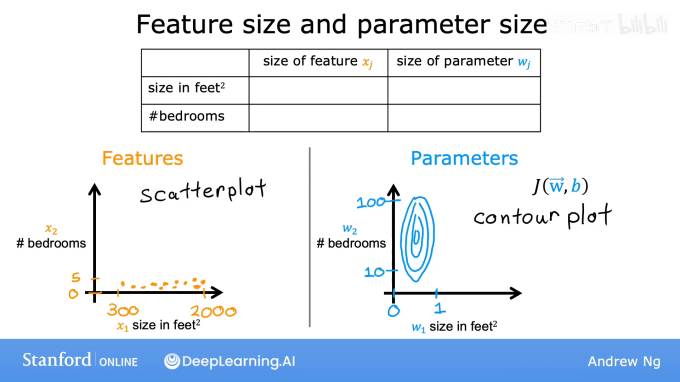 Feature size and parameter size
bilibili
size of feature xⱼ size of parameter wⱼ
size in feet²
#bedrooms
Features
scatterplot
x₂
# bedrooms
5
0
300 2000
x₁ size in feet²
Parameters
J(w⃗, b)
contour plot
100
w₂
# bedrooms
10
0 1
w₁ size in feet²
Stanford ONLINE DeepLearning.AI Andrew Ng